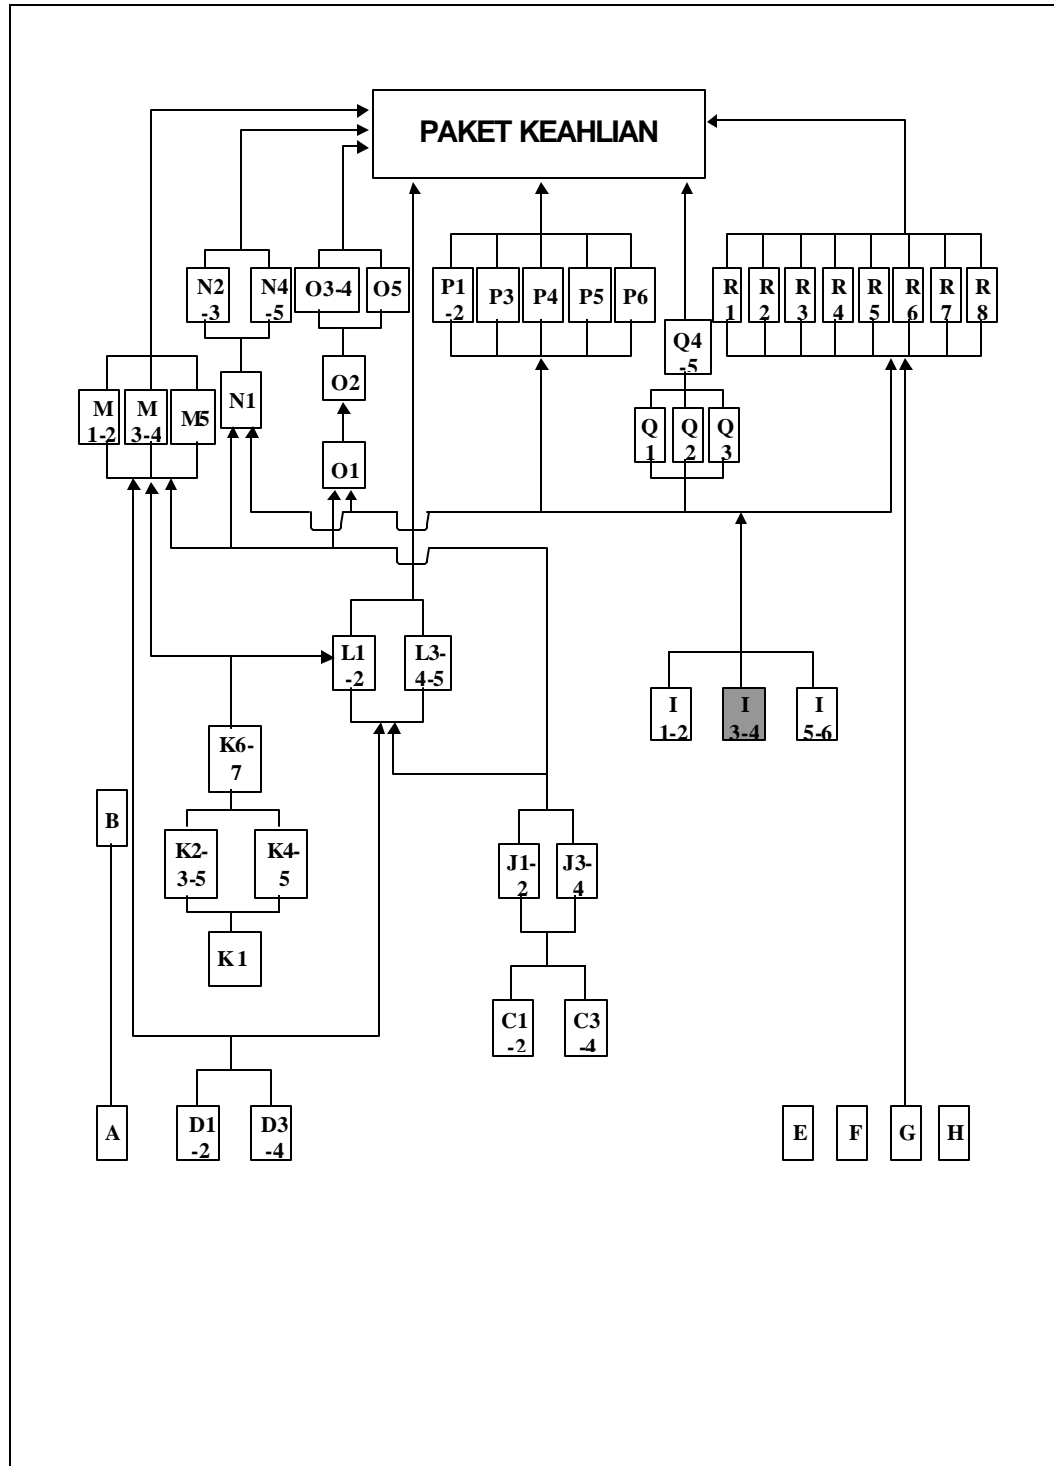 PAKET KEAHLIAN
N2
-3
N4
-5
O3-4
O5
P1
-2
P3
P4
P5
P6
R
1
R
2
R
3
R
4
R
5
R
6
R
7
R
8
Q4
-5
M
1-2
M
3-4
M5
N1
O2
Q
1
Q
2
Q
3
O1
L1
-2
L3-
4-5
I
1-2
I
3-4
I
5-6
K6-
7
B
K2-
3-5
K4-
5
J1-
2
J3-
4
K1
C1
-2
C3
-4
A
D1
-2
D3
-4
E
F
G
H